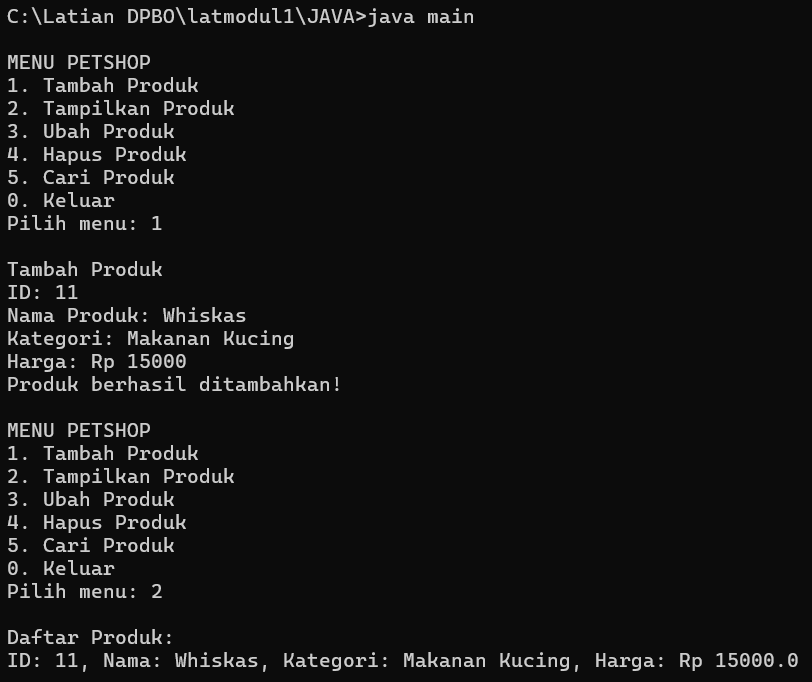 C:\Latian DPBO\latmodul1\JAVA>java main
MENU PETSHOP
1. Tambah Produk
2. Tampilkan Produk
3. Ubah Produk
4. Hapus Produk
5. Cari Produk
0. Keluar
Pilih menu: 1
Tambah Produk
ID: 11
Nama Produk: Whiskas
Kategori: Makanan Kucing
Harga: Rp 15000
Produk berhasil ditambahkan!
MENU PETSHOP
1. Tambah Produk
2. Tampilkan Produk
3. Ubah Produk
4. Hapus Produk
5. Cari Produk
0. Keluar
Pilih menu: 2
Daftar Produk:
ID: 11, Nama: Whiskas, Kategori: Makanan Kucing, Harga: Rp 15000.0